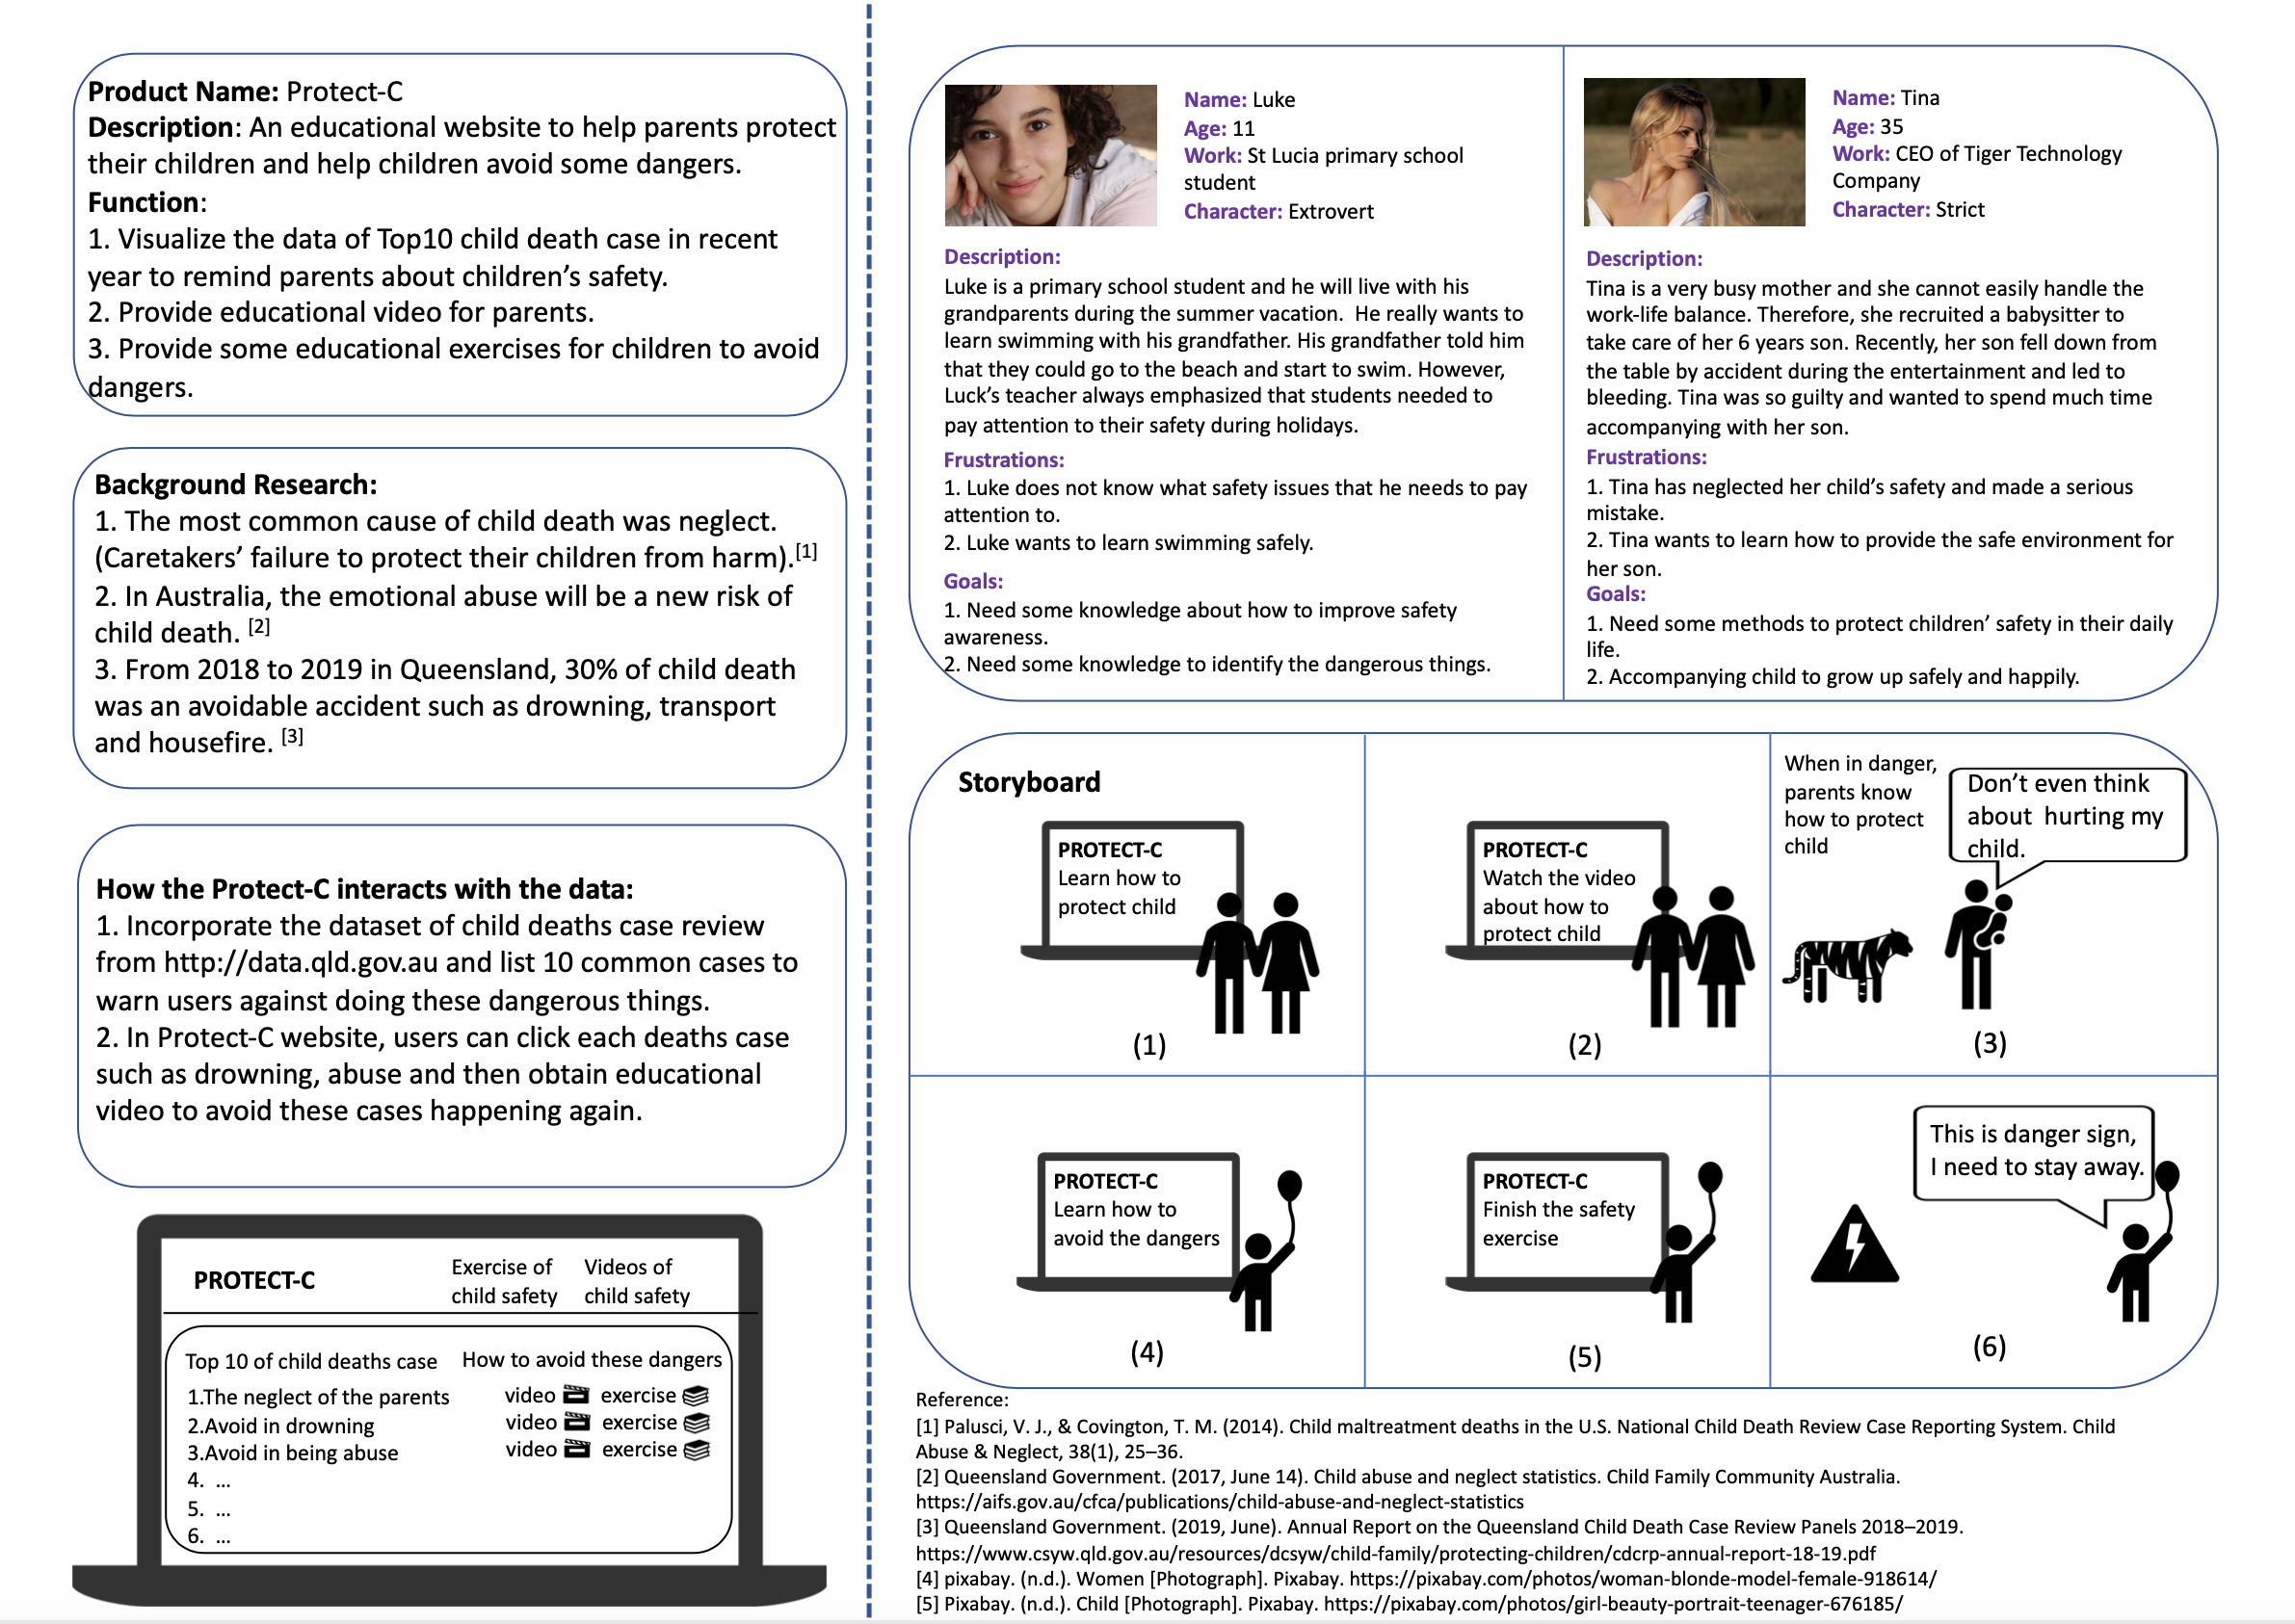 Product Name: Protect-C
Description: An educational website to help parents protect
their children and help children avoid some dangers.
Function:
1. Visualize the data of Top10 child death case in recent
year to remind parents about children’s safety.
2. Provide educational video for parents.
3. Provide some educational exercises for children to avoid
dangers.
Background Research:
1. The most common cause of child death was neglect.
(Caretakers’ failure to protect their children from harm).[1]
2. In Australia, the emotional abuse will be a new risk of
child death. [2]
3. From 2018 to 2019 in Queensland, 30% of child death
was an avoidable accident such as drowning, transport
and housefire. [3]
How the Protect-C interacts with the data:
1. Incorporate the dataset of child deaths case review
from http://data.qld.gov.au and list 10 common cases to
warn users against doing these dangerous things.
2. In Protect-C website, users can click each deaths case
such as drowning, abuse and then obtain educational
video to avoid these cases happening again.
PROTECT-C
Exercise of
child safety
Videos of
child safety
Top 10 of child deaths case
How to avoid these dangers
1.The neglect of the parents
video exercise
2.Avoid in drowning
video exercise
3.Avoid in being abuse
video exercise
4. ...
5. ...
6. ...
Name: Luke
Age: 11
Work: St Lucia primary school
student
Character: Extrovert
Description:
Luke is a primary school student and he will live with his
grandparents during the summer vacation. He really wants to
learn swimming with his grandfather. His grandfather told him
that they could go to the beach and start to swim. However,
Luck’s teacher always emphasized that students needed to
pay attention to their safety during holidays.
Frustrations:
1. Luke does not know what safety issues that he needs to pay
attention to.
2. Luke wants to learn swimming safely.
Goals:
1. Need some knowledge about how to improve safety
awareness.
2. Need some knowledge to identify the dangerous things.
Name: Tina
Age: 35
Work: CEO of Tiger Technology
Company
Character: Strict
Description:
Tina is a very busy mother and she cannot easily handle the
work-life balance. Therefore, she recruited a babysitter to
take care of her 6 years son. Recently, her son fell down from
the table by accident during the entertainment and led to
bleeding. Tina was so guilty and wanted to spend much time
accompanying with her son.
Frustrations:
1. Tina has neglected her child’s safety and made a serious
mistake.
2. Tina wants to learn how to provide the safe environment for
her son.
Goals:
1. Need some methods to protect children’ safety in their daily
life.
2. Accompanying child to grow up safely and happily.
Storyboard
PROTECT-C
Learn how to
protect child
(1)
PROTECT-C
Watch the video
about how to
protect child
(2)
When in danger,
parents know
how to protect
child
Don’t even think
about hurting my
child.
(3)
PROTECT-C
Learn how to
avoid the dangers
(4)
PROTECT-C
Finish the safety
exercise
(5)
This is danger sign,
I need to stay away.
(6)
Reference:
[1] Palusci, V. J., & Covington, T. M. (2014). Child maltreatment deaths in the U.S. National Child Death Review Case Reporting System. Child
Abuse & Neglect, 38(1), 25–36.
[2] Queensland Government. (2017, June 14). Child abuse and neglect statistics. Child Family Community Australia.
https://aifs.gov.au/cfca/publications/child-abuse-and-neglect-statistics
[3] Queensland Government. (2019, June). Annual Report on the Queensland Child Death Case Review Panels 2018–2019.
https://www.csyw.qld.gov.au/resources/dcsyw/child-family/protecting-children/cdcrp-annual-report-18-19.pdf
[4] pixabay. (n.d.). Women [Photograph]. Pixabay. https://pixabay.com/photos/woman-blonde-model-female-918614/
[5] Pixabay. (n.d.). Child [Photograph]. Pixabay. https://pixabay.com/photos/girl-beauty-portrait-teenager-676185/